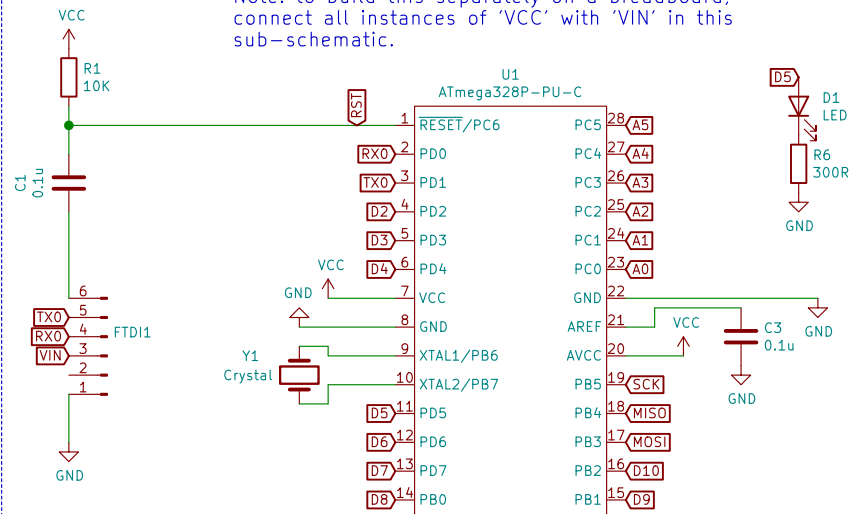 Note: to build this separately on a breadboard,
connect all instances of 'VCC' with 'VIN' in this
sub-schematic.
VCC
R1
10K
C1
0.1u
RST
U1
ATmega328P-PU-C
1 RESET/PC6
RX0 2 PD0
TX0 3 PD1
D2 4 PD2
D3 5 PD3
D4 6 PD4
VCC
7 VCC
GND
8 GND
Y1
Crystal
9 XTAL1/PB6
10 XTAL2/PB7
D5 11 PD5
D6 12 PD6
D7 13 PD7
D8 14 PB0
PC5 28 A5
PC4 27 A4
PC3 26 A3
PC2 25 A2
PC1 24 A1
PC0 23 A0
GND 22
GND
AREF 21
AVCC 20
VCC
C3
0.1u
GND
PB5 19 SCK
PB4 18 MISO
PB3 17 MOSI
PB2 16 D10
PB1 15 D9
D5
D1
LED
R6
300R
GND
6
TX0 5
RX0 4
VIN 3
2
1
FTDI1
GND